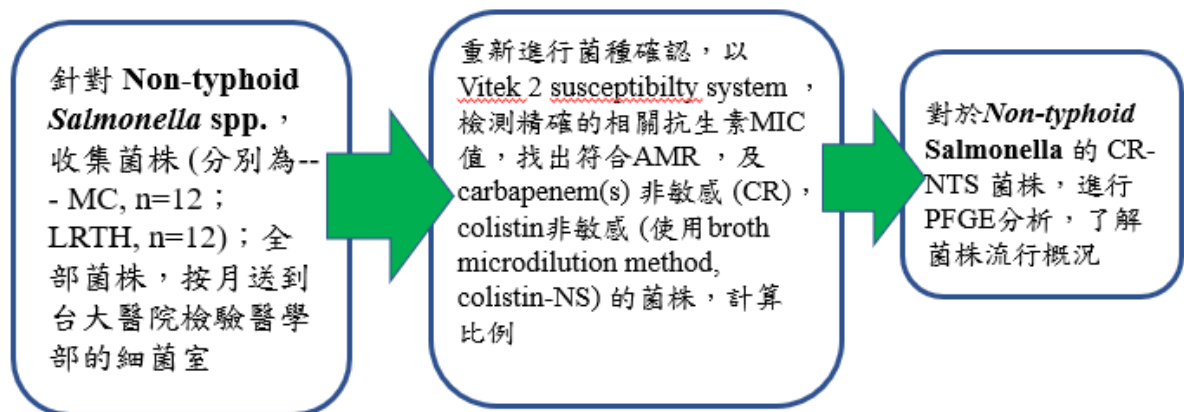 針對 Non-typhoid
Salmonella spp.，
收集菌株 (分別為--
- MC, n=12；
LRTH, n=12)；全
部菌株，按月送到
台大醫院檢驗醫學
部的細菌室
重新進行菌種確認，以
Vitek 2 susceptibilty system ，
檢測精確的相關抗生素MIC
值，找出符合AMR ，及
carbapenem(s) 非敏感 (CR)，
colistin非敏感 (使用broth
microdilution method,
colistin-NS) 的菌株，計算
比例
對於Non-typhoid
Salmonella 的 CR-
NTS 菌株，進行
PFGE分析，了解
菌株流行概況